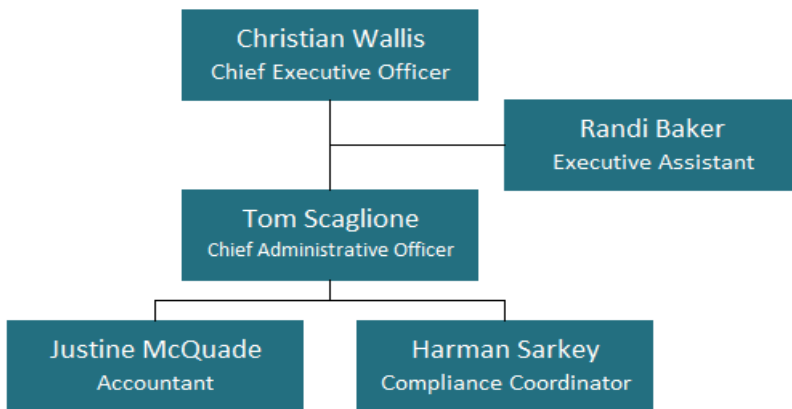 Christian Wallis
Chief Executive Officer
Randi Baker
Executive Assistant
Tom Scaglione
Chief Administrative Officer
Justine McQuade
Accountant
Harman Sarkey
Compliance Coordinator